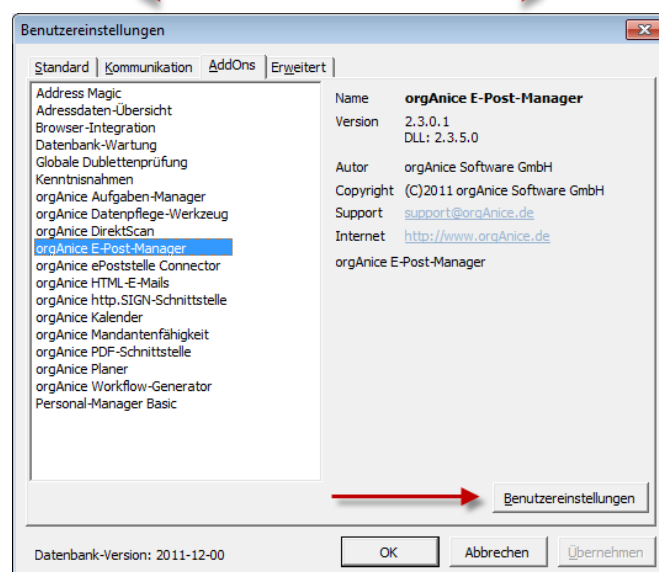 Benutzereinstellungen
Standard
Kommunikation
AddOns
Erweitert
Address Magic
Adressdaten-Übersicht
Browser-Integration
Datenbank-Wartung
Globale Dublettenprüfung
Kenntnisnahmen
orgAnice Aufgaben-Manager
orgAnice Datenpflege-Werkzeug
orgAnice DirektScan
orgAnice E-Post-Manager
orgAnice ePoststelle Connector
orgAnice HTML-E-Mails
orgAnice http.SIGN-Schnittstelle
orgAnice Kalender
orgAnice Mandantenfähigkeit
orgAnice PDF-Schnittstelle
orgAnice Planer
orgAnice Workflow-Generator
Personal-Manager Basic
Name orgAnice E-Post-Manager
Version 2.3.0.1
DLL: 2.3.5.0
Autor orgAnice Software GmbH
Copyright (C)2011 orgAnice Software GmbH
Support support@orgAnice.de
Internet http://www.orgAnice.de
orgAnice E-Post-Manager
Benutzereinstellungen
Datenbank-Version: 2011-12-00
OK
Abbrechen
Übernehmen